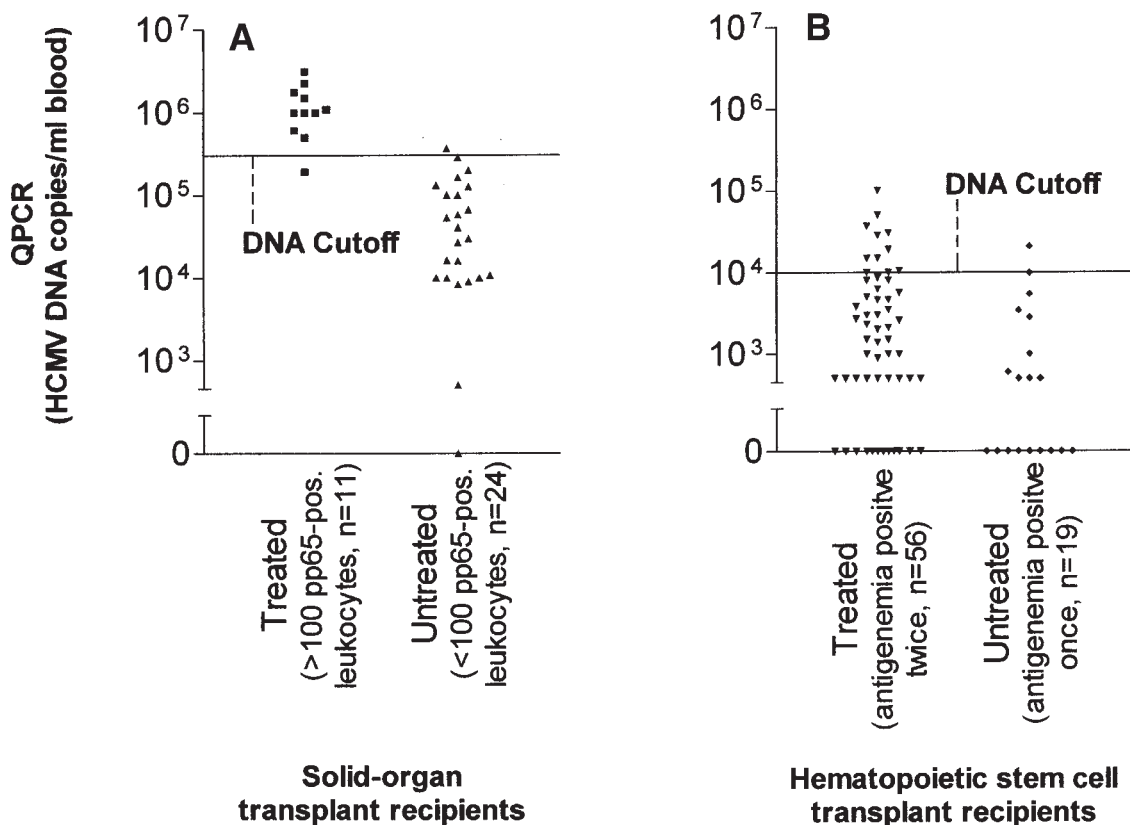 QPCR
(HCMV DNA copies/ml blood)
A
10⁷
10⁶
10⁵
10⁴
10³
0
DNA Cutoff
Treated
(>100 pp65-pos.
leukocytes, n=11)
Untreated
(<100 pp65-pos.
leukocytes, n=24)
Solid-organ
transplant recipients
B
10⁷
10⁶
10⁵
10⁴
10³
0
DNA Cutoff
Treated
(antigenemia positve
twice, n=56)
Untreated
(antigenemia positve
once, n=19)
Hematopoietic stem cell
transplant recipients